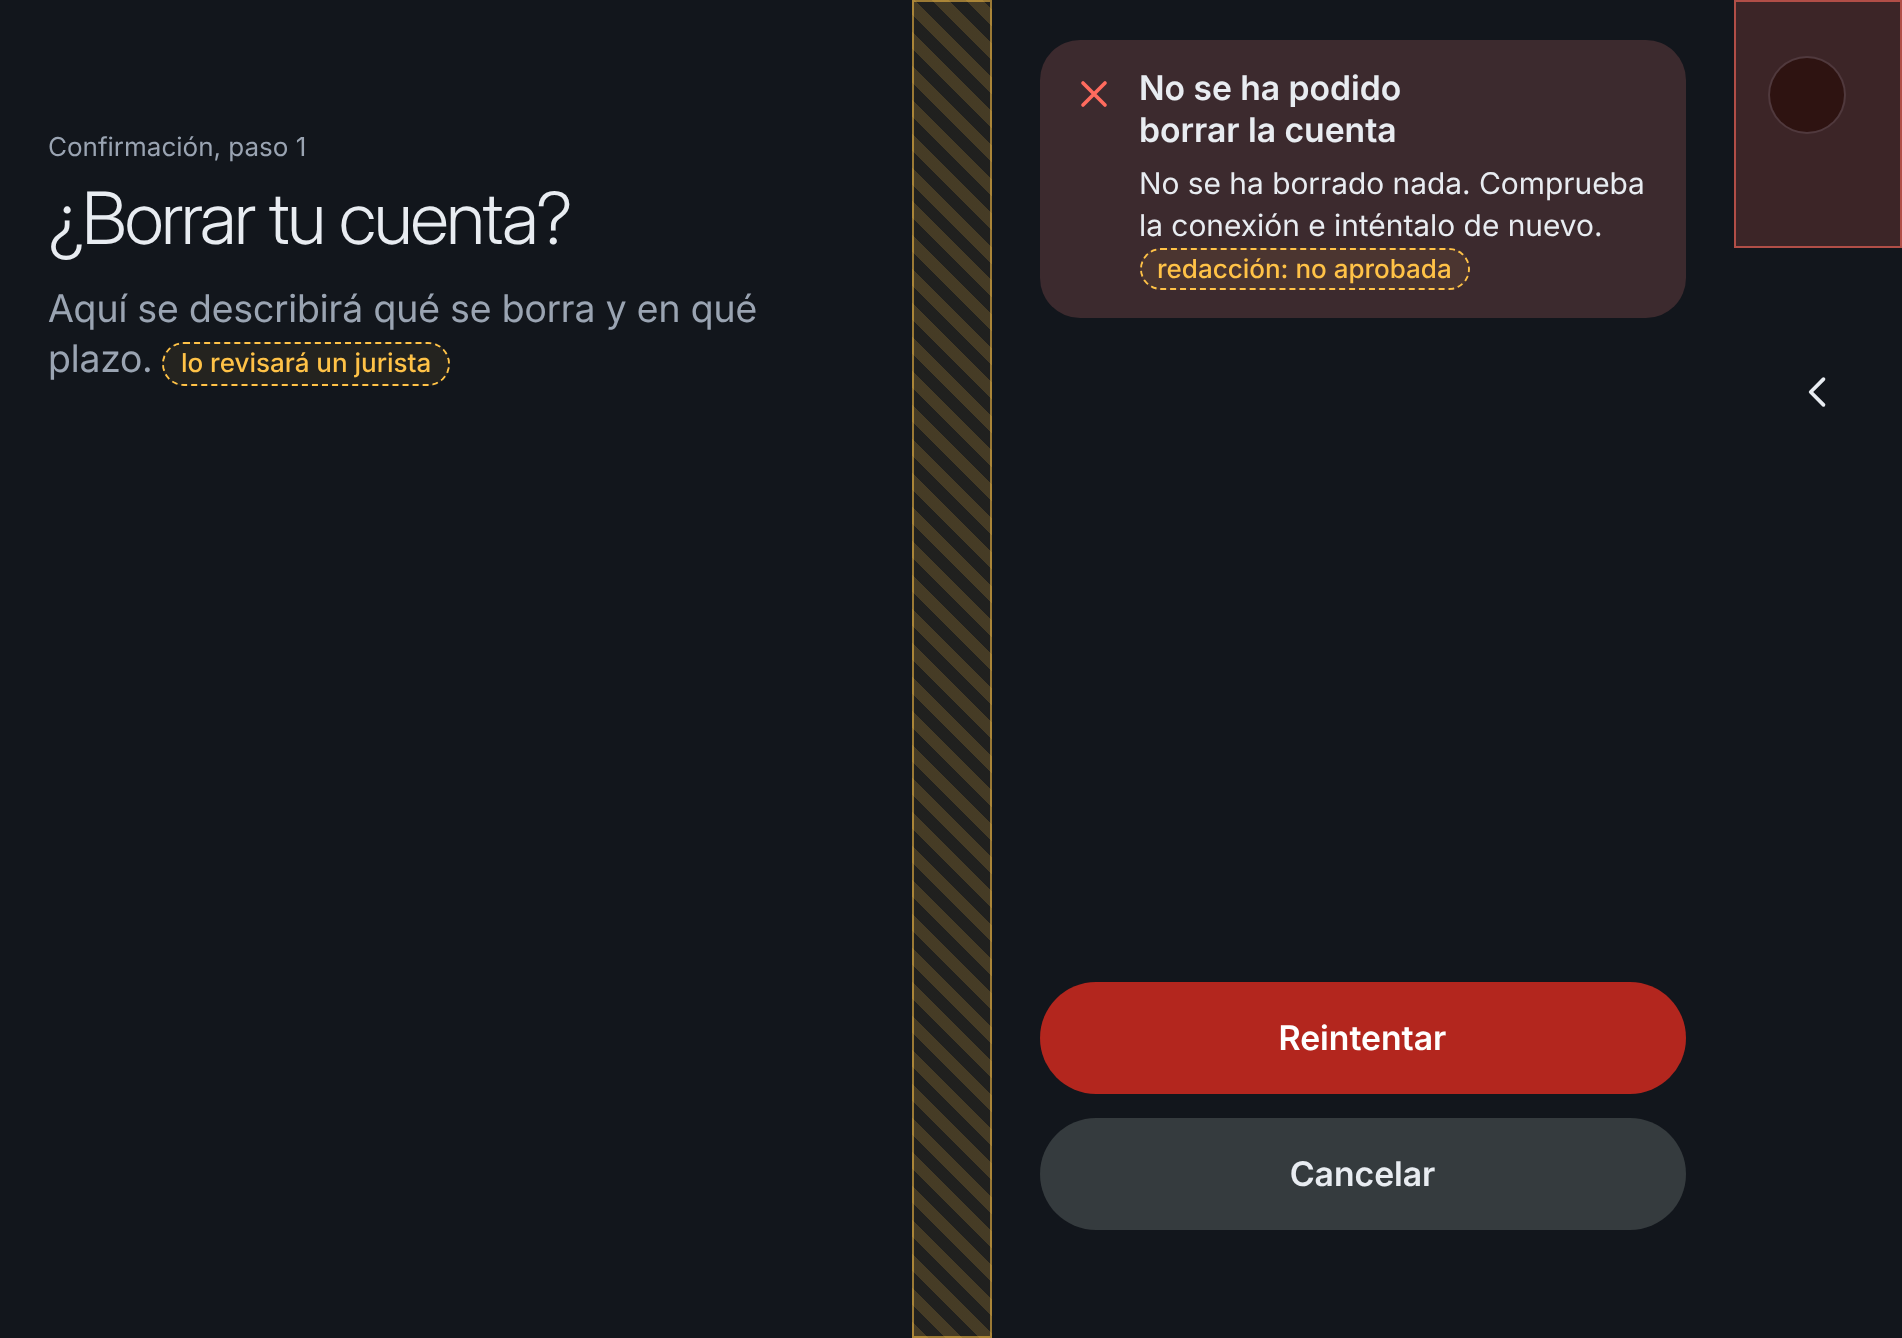 Confirmación, paso 1
¿Borrar tu cuenta?
Aquí se describirá qué se borra y en qué
plazo. lo revisará un jurista
No se ha podido
borrar la cuenta
No se ha borrado nada. Comprueba
la conexión e inténtalo de nuevo.
redacción: no aprobada
Reintentar
Cancelar